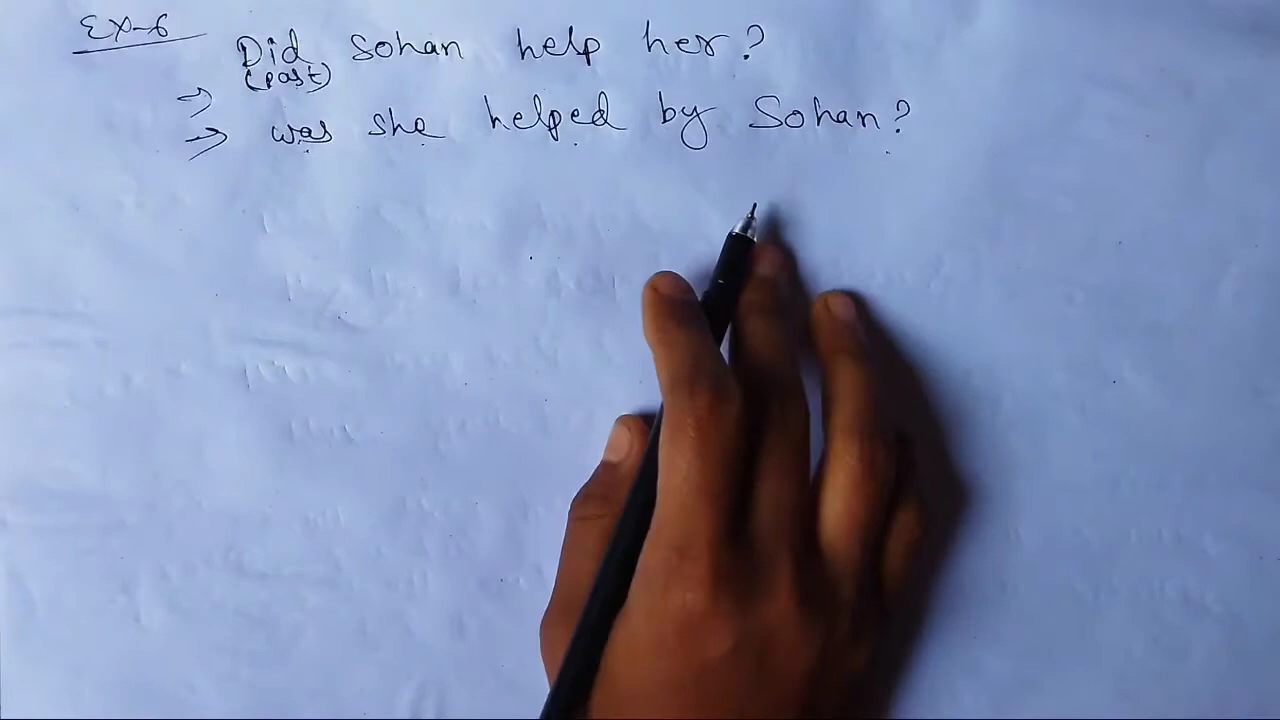 Ex-6
Did Sohan help her?
(past)
⇒ was she helped by Sohan?